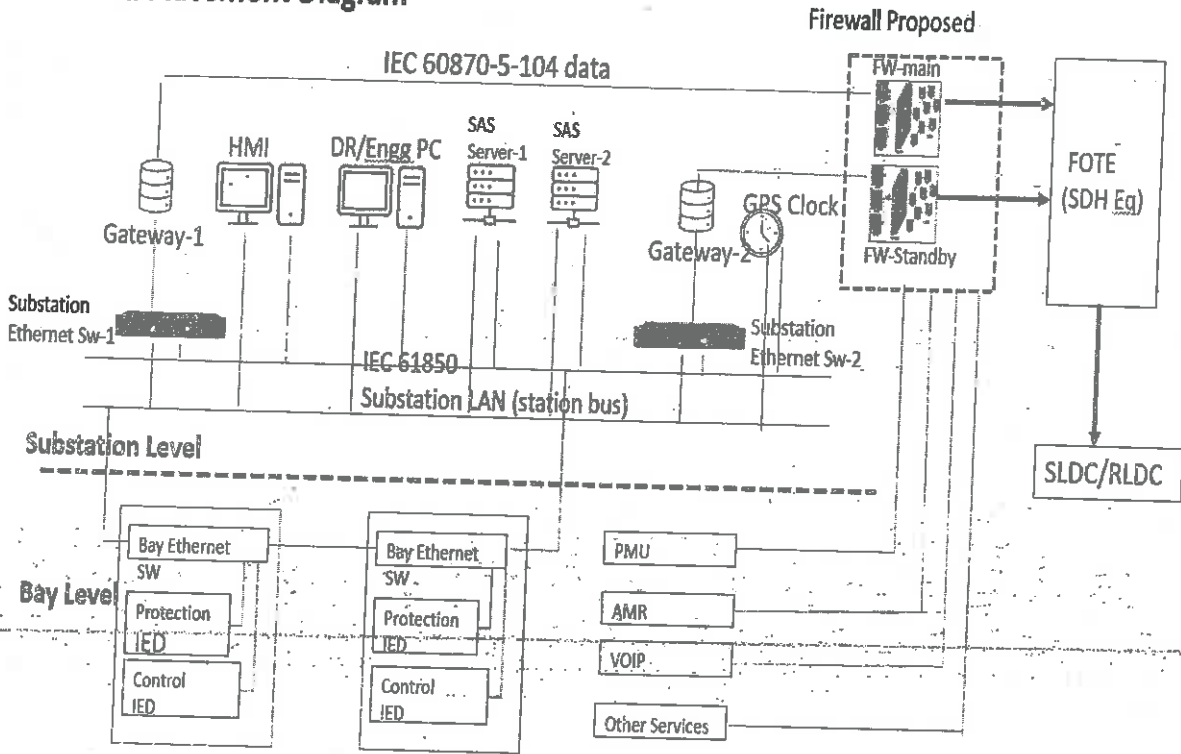 Placement Diagram
Firewall Proposed
IEC 60870-5-104 data
FW-main
FOTE
(SDH Eq)
FW-Standby
HMI
DR/Engg PC
SAS
Server-1
SAS
Server-2
GPS Clock
Gateway-1
Gateway-2
Substation
Ethernet Sw-1
Substation
Ethernet Sw-2
IEC 61850
Substation LAN (station bus)
Substation Level
SLDC/RLDC
Bay Level
Bay Ethernet
SW
Protection
IED
Control
IED
Bay Ethernet
SW
Protection
IED
Control
IED
PMU
AMR
VOIP
Other Services